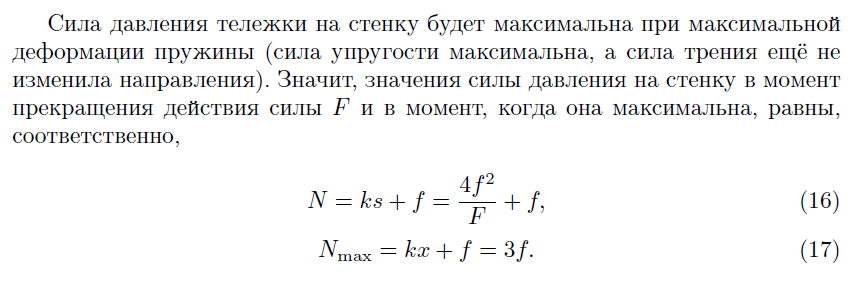 Сила давления тележки на стенку будет максимальна при максимальной
деформации пружины (сила упругости максимальна, а сила трения ещё не
изменила направления). Значит, значения силы давления на стенку в момент
прекращения действия силы F и в момент, когда она максимальна, равны,
соответственно,
N = ks + f = \frac{4f^2}{F} + f, (16)
N_{max} = kx + f = 3f. (17)